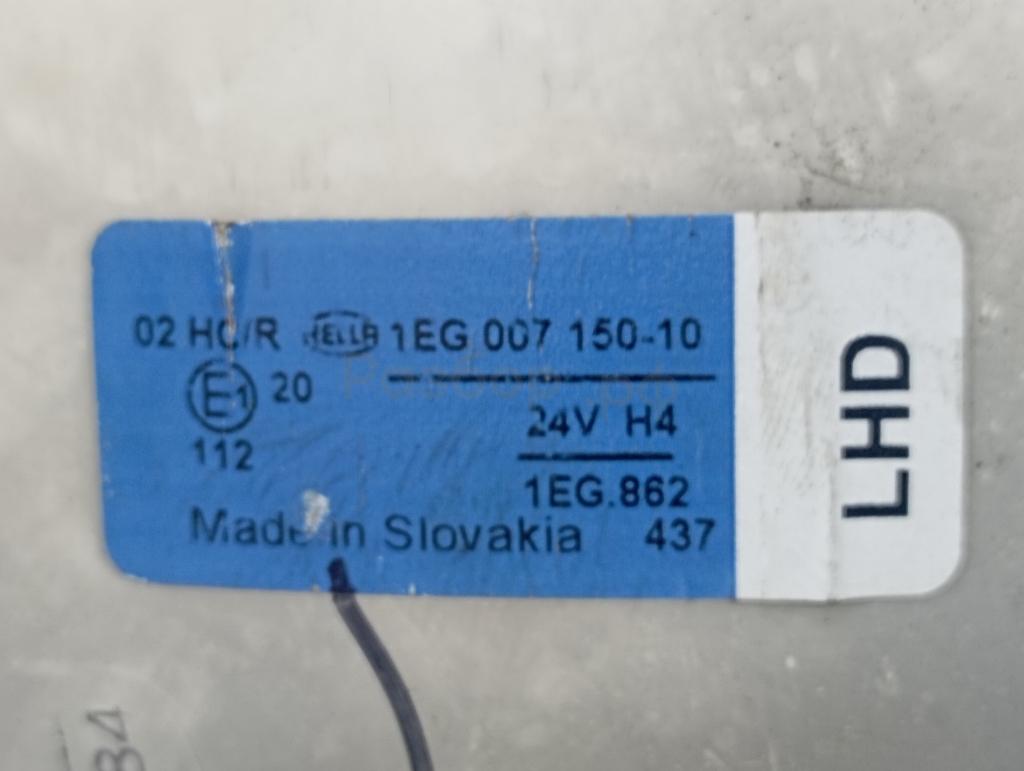 02 HC/R HELLA 1EG 007 150-10
E1 20
24V H4
112
1EG.862
Made in Slovakia 437
LHD
84